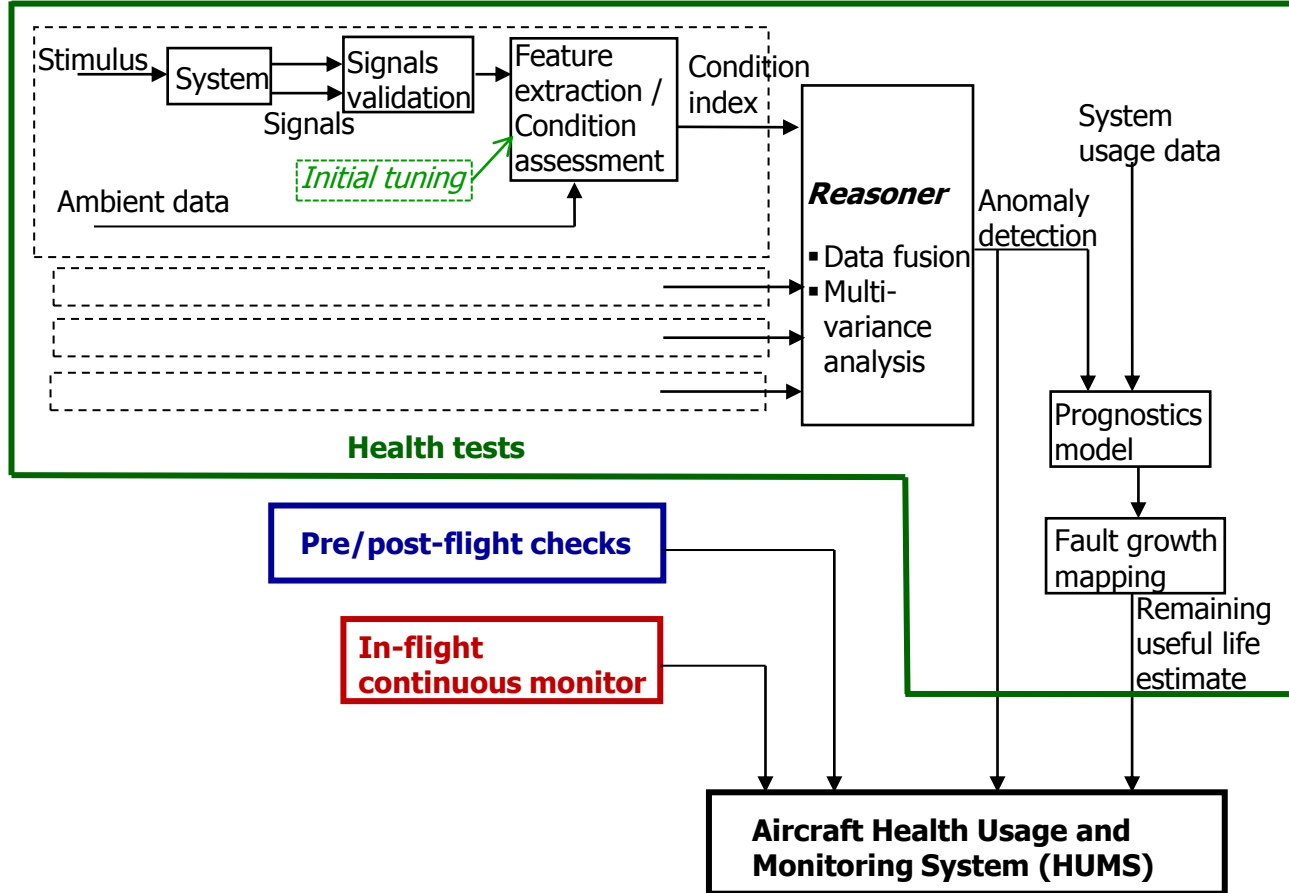 Stimulus
System
Signals
validation
Signals
Feature
extraction /
Condition
assessment
Condition
index
Initial tuning
Ambient data
Reasoner
▪ Data fusion
▪ Multi-
variance
analysis
Anomaly
detection
System
usage data
Prognostics
model
Fault growth
mapping
Remaining
useful life
estimate
Health tests
Pre/post-flight checks
In-flight
continuous monitor
Aircraft Health Usage and
Monitoring System (HUMS)